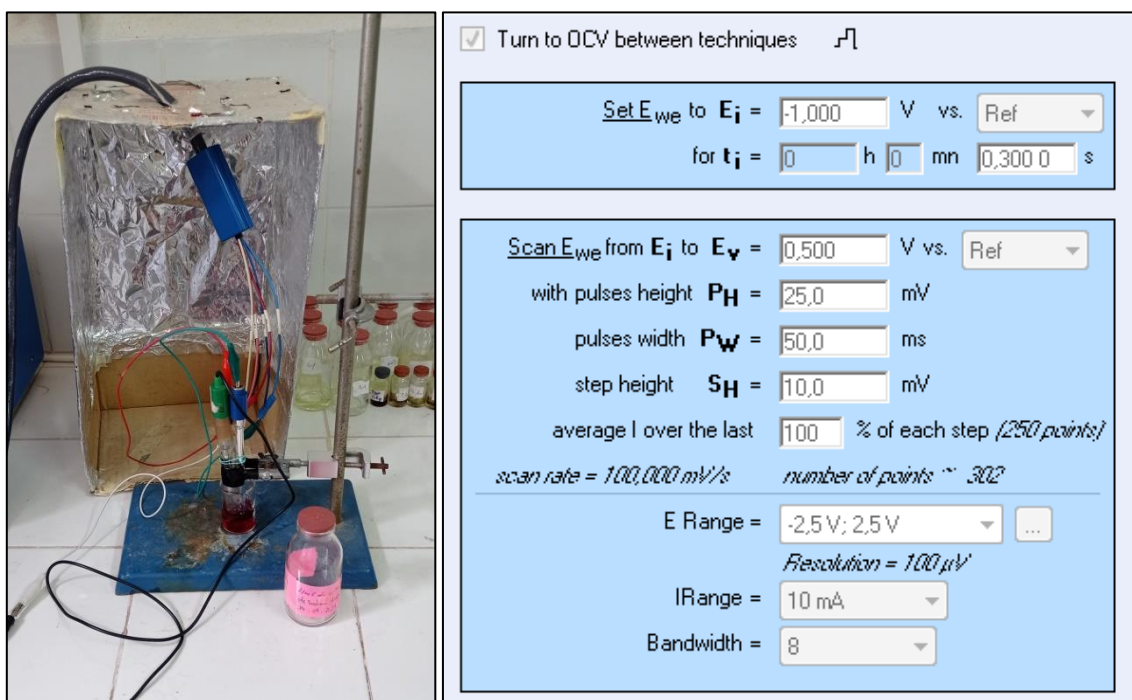 Turn to OCV between techniques
Set Ewe to Ei = -1,000 V vs. Ref
for ti = 0 h 0 mn 0,300 0 s
Scan Ewe from Ei to Ev = 0,500 V vs. Ref
with pulses height PH = 25,0 mV
pulses width PW = 50,0 ms
step height SH = 10,0 mV
average I over the last 100 % of each step (250 points)
scan rate = 100,000 mV/s number of points ~ 302
E Range = -2,5 V; 2,5 V ...
Resolution = 100 µV
IRange = 10 mA
Bandwidth = 8